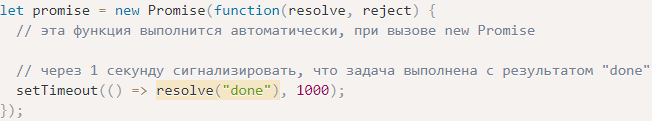 let promise = new Promise(function(resolve, reject) {
  // эта функция выполнится автоматически, при вызове new Promise

  // через 1 секунду сигнализировать, что задача выполнена с результатом "done"
  setTimeout(() => resolve("done"), 1000);
});